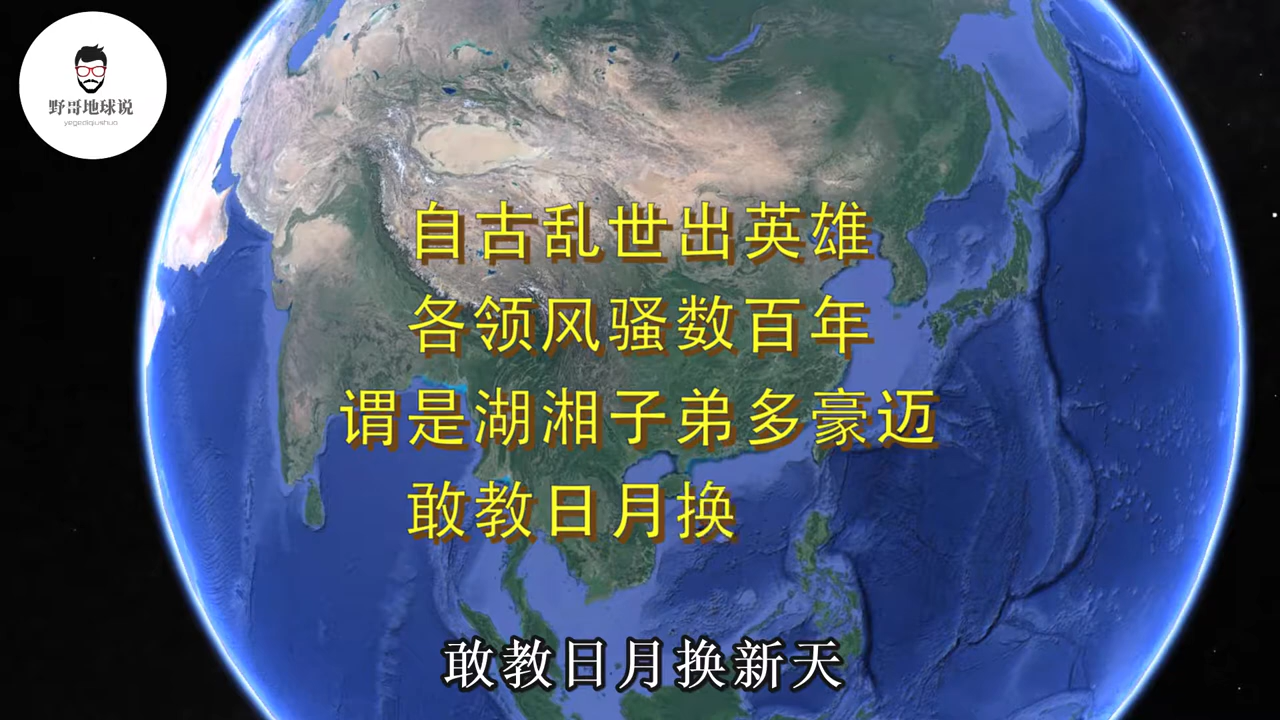 野哥地球说
yegediqiushuo
自古乱世出英雄
各领风骚数百年
谓是湖湘子弟多豪迈
敢教日月换
敢教日月换新天